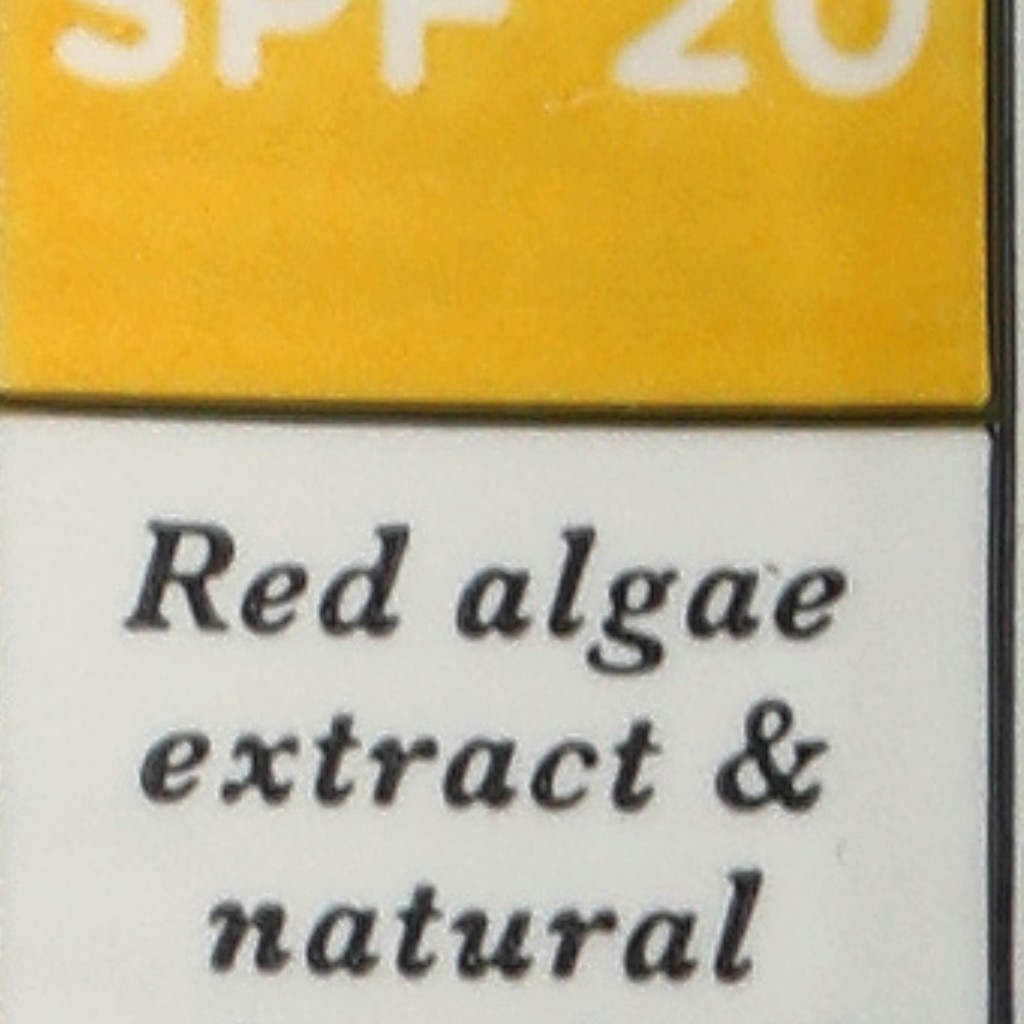 SPF 20
Red algae
extract &
natural